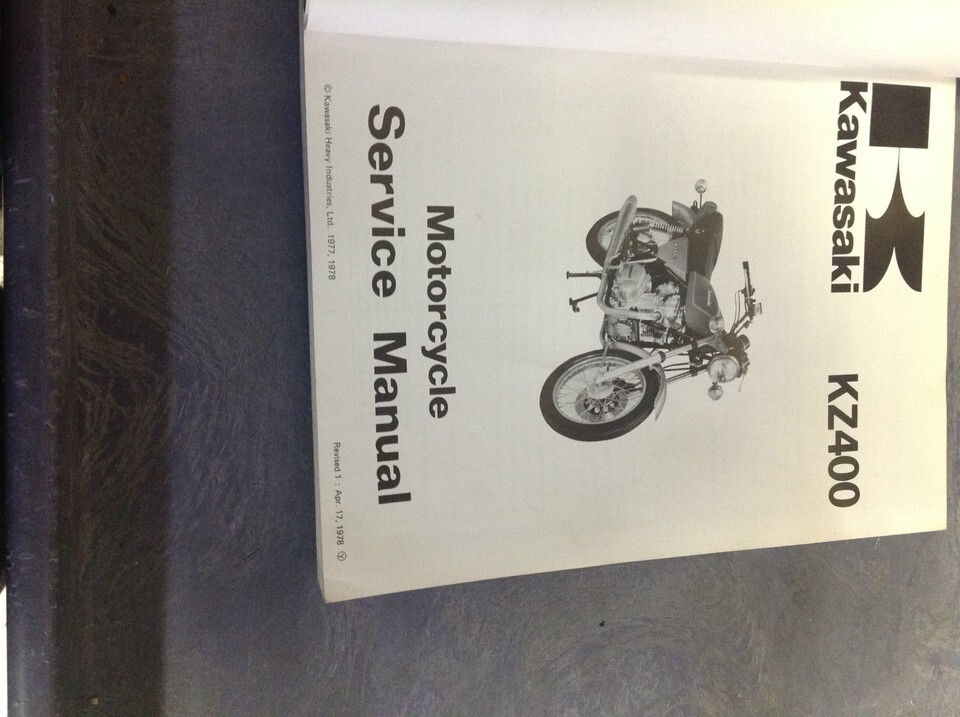 Kawasaki KZ400
Motorcycle
Service Manual
© Kawasaki Heavy Industries, Ltd. 1977, 1978
Revised 1 : Apr. 17, 1978 Ⓨ